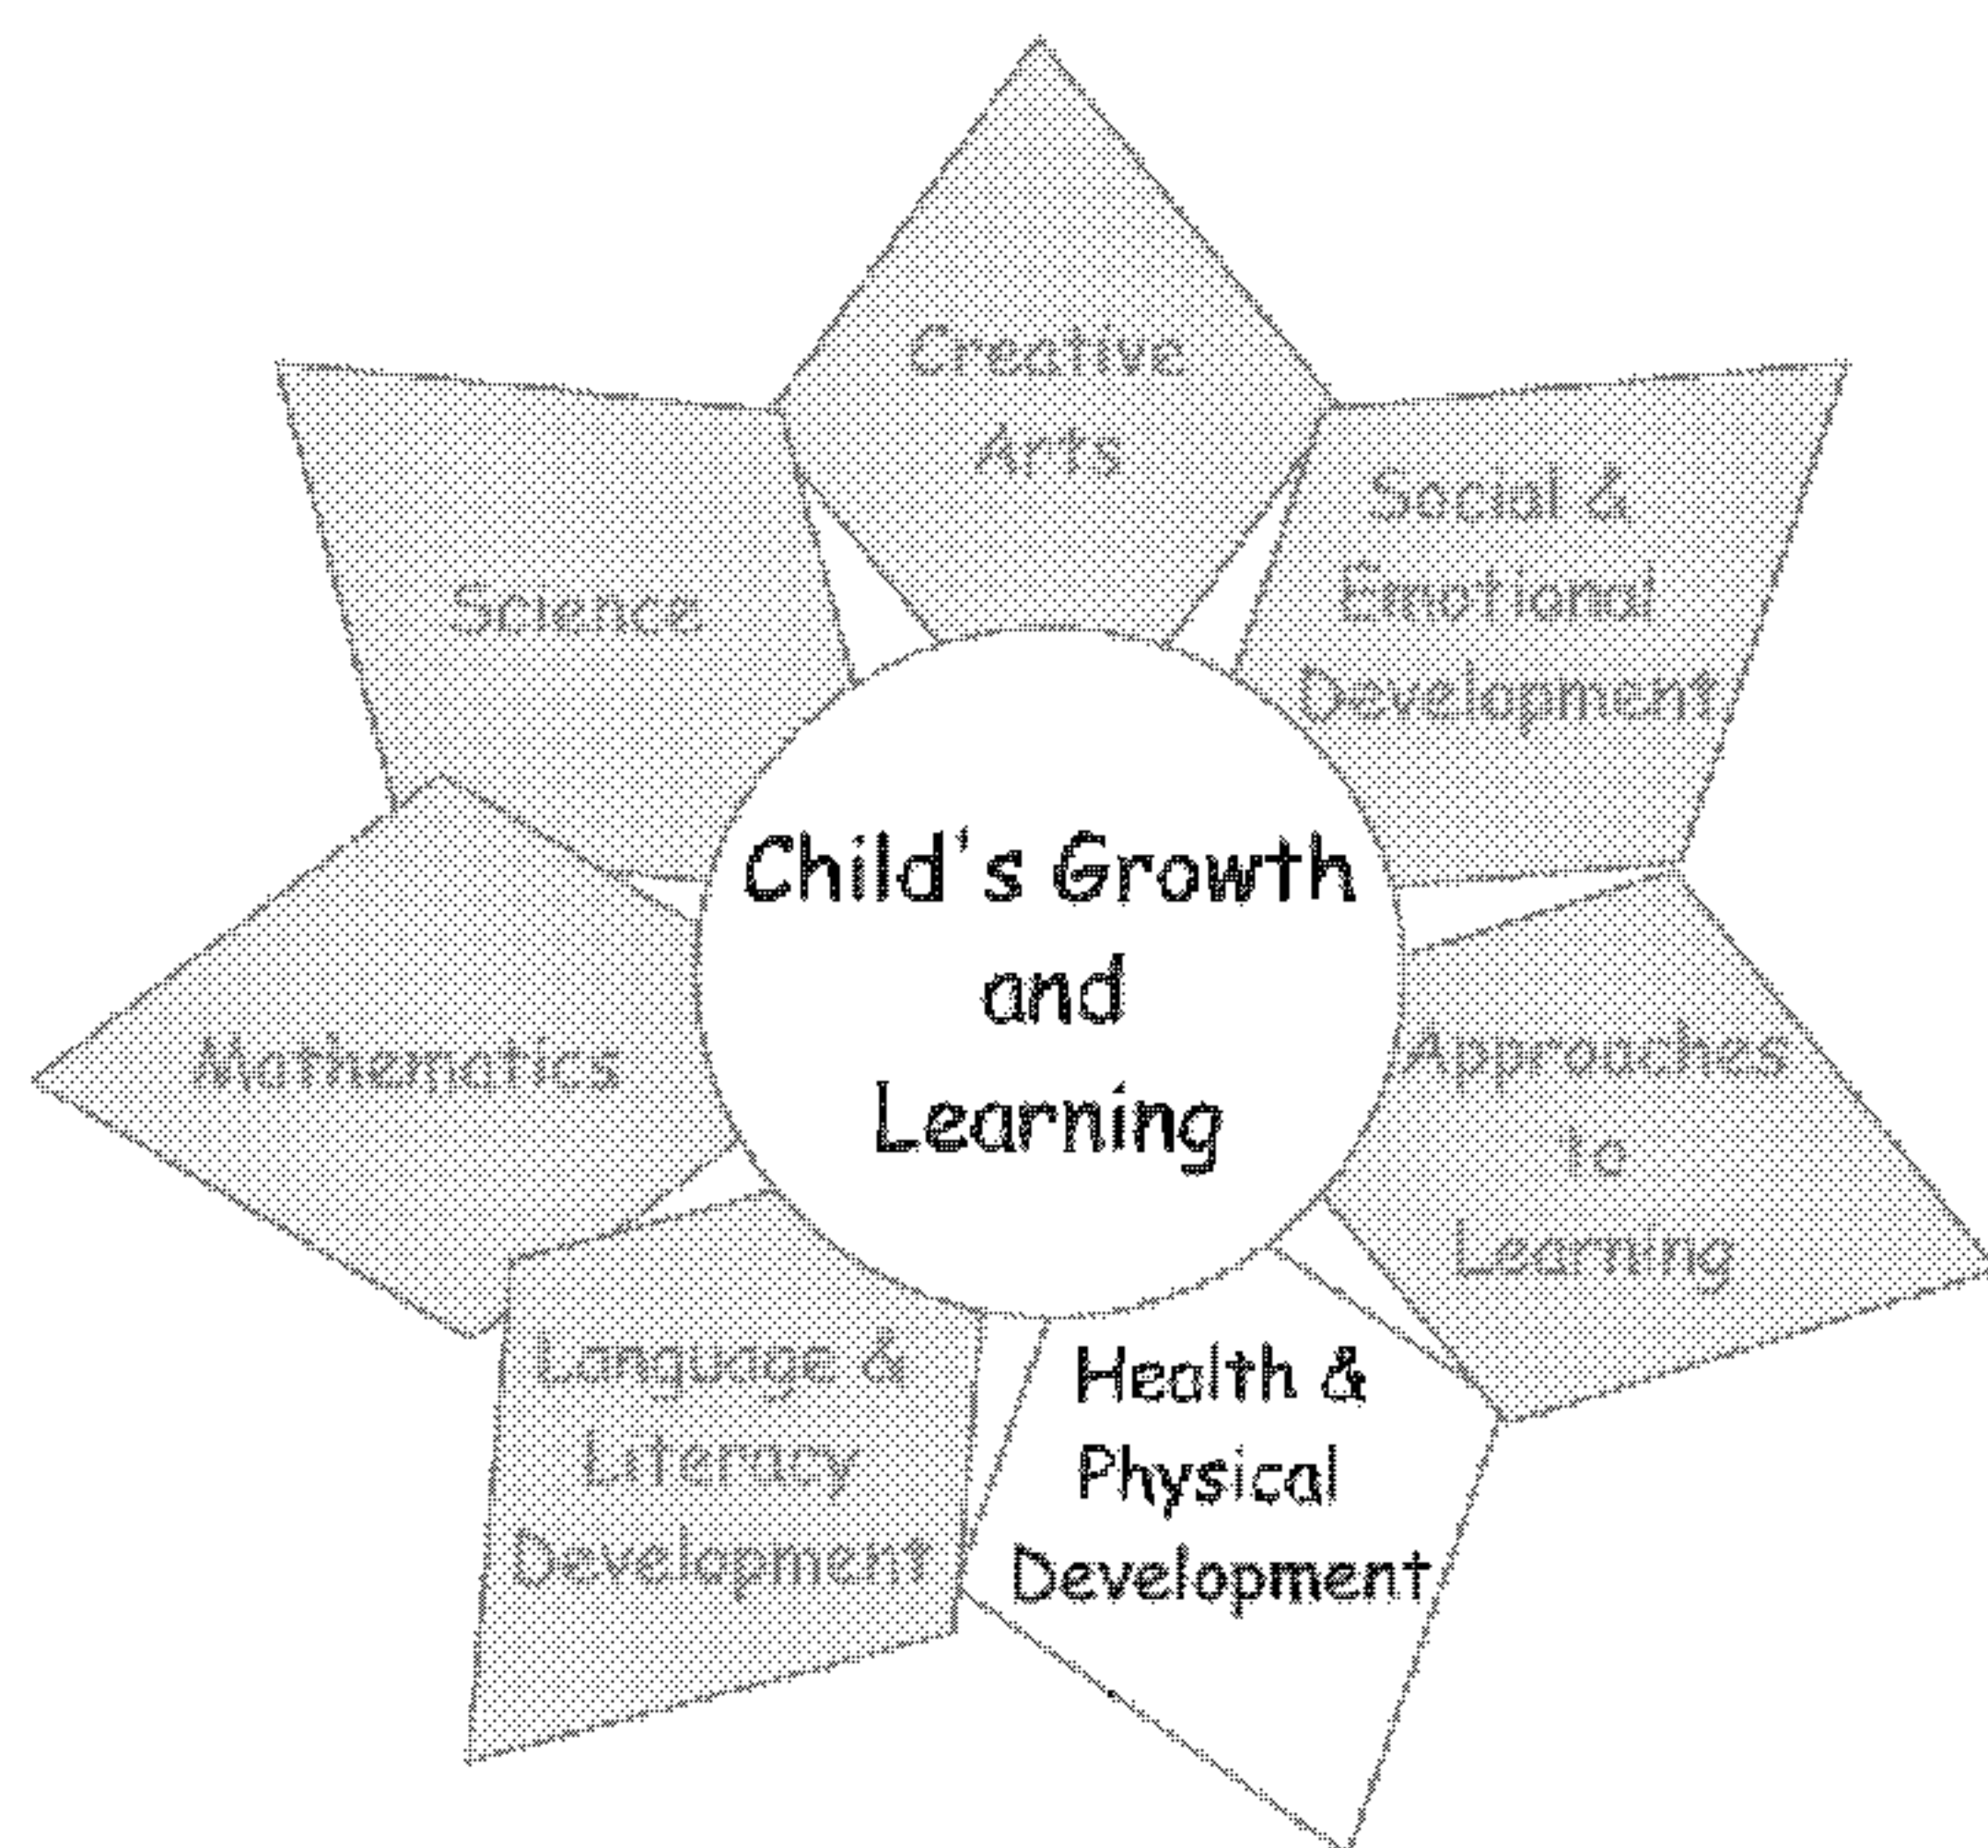 Creative
Arts
Social &
Emotional
Development
Science
Child's Growth
and
Learning
Mathematics
Approaches
to
Learning
Language &
Literacy
Development
Health &
Physical
Development